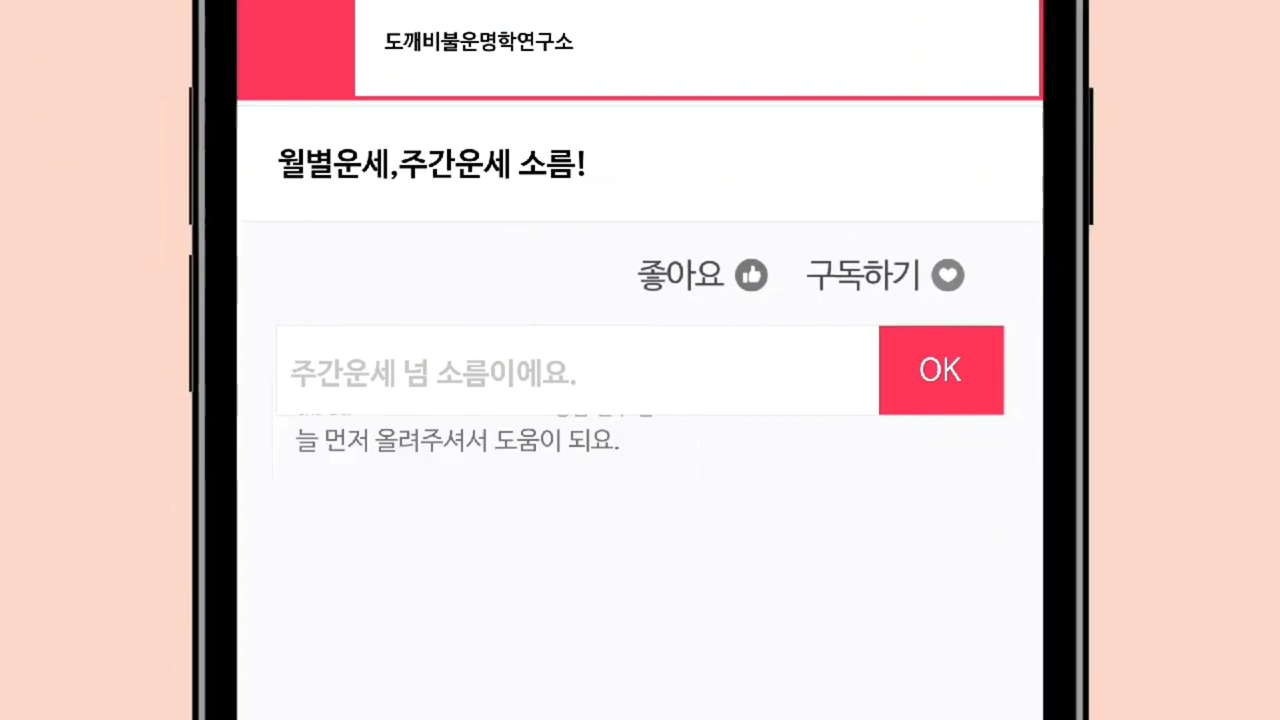 도깨비불운명학연구소
월별운세,주간운세 소름!
좋아요 구독하기
주간운세 넘 소름이에요. OK
늘 먼저 올려주셔서 도움이 되요.